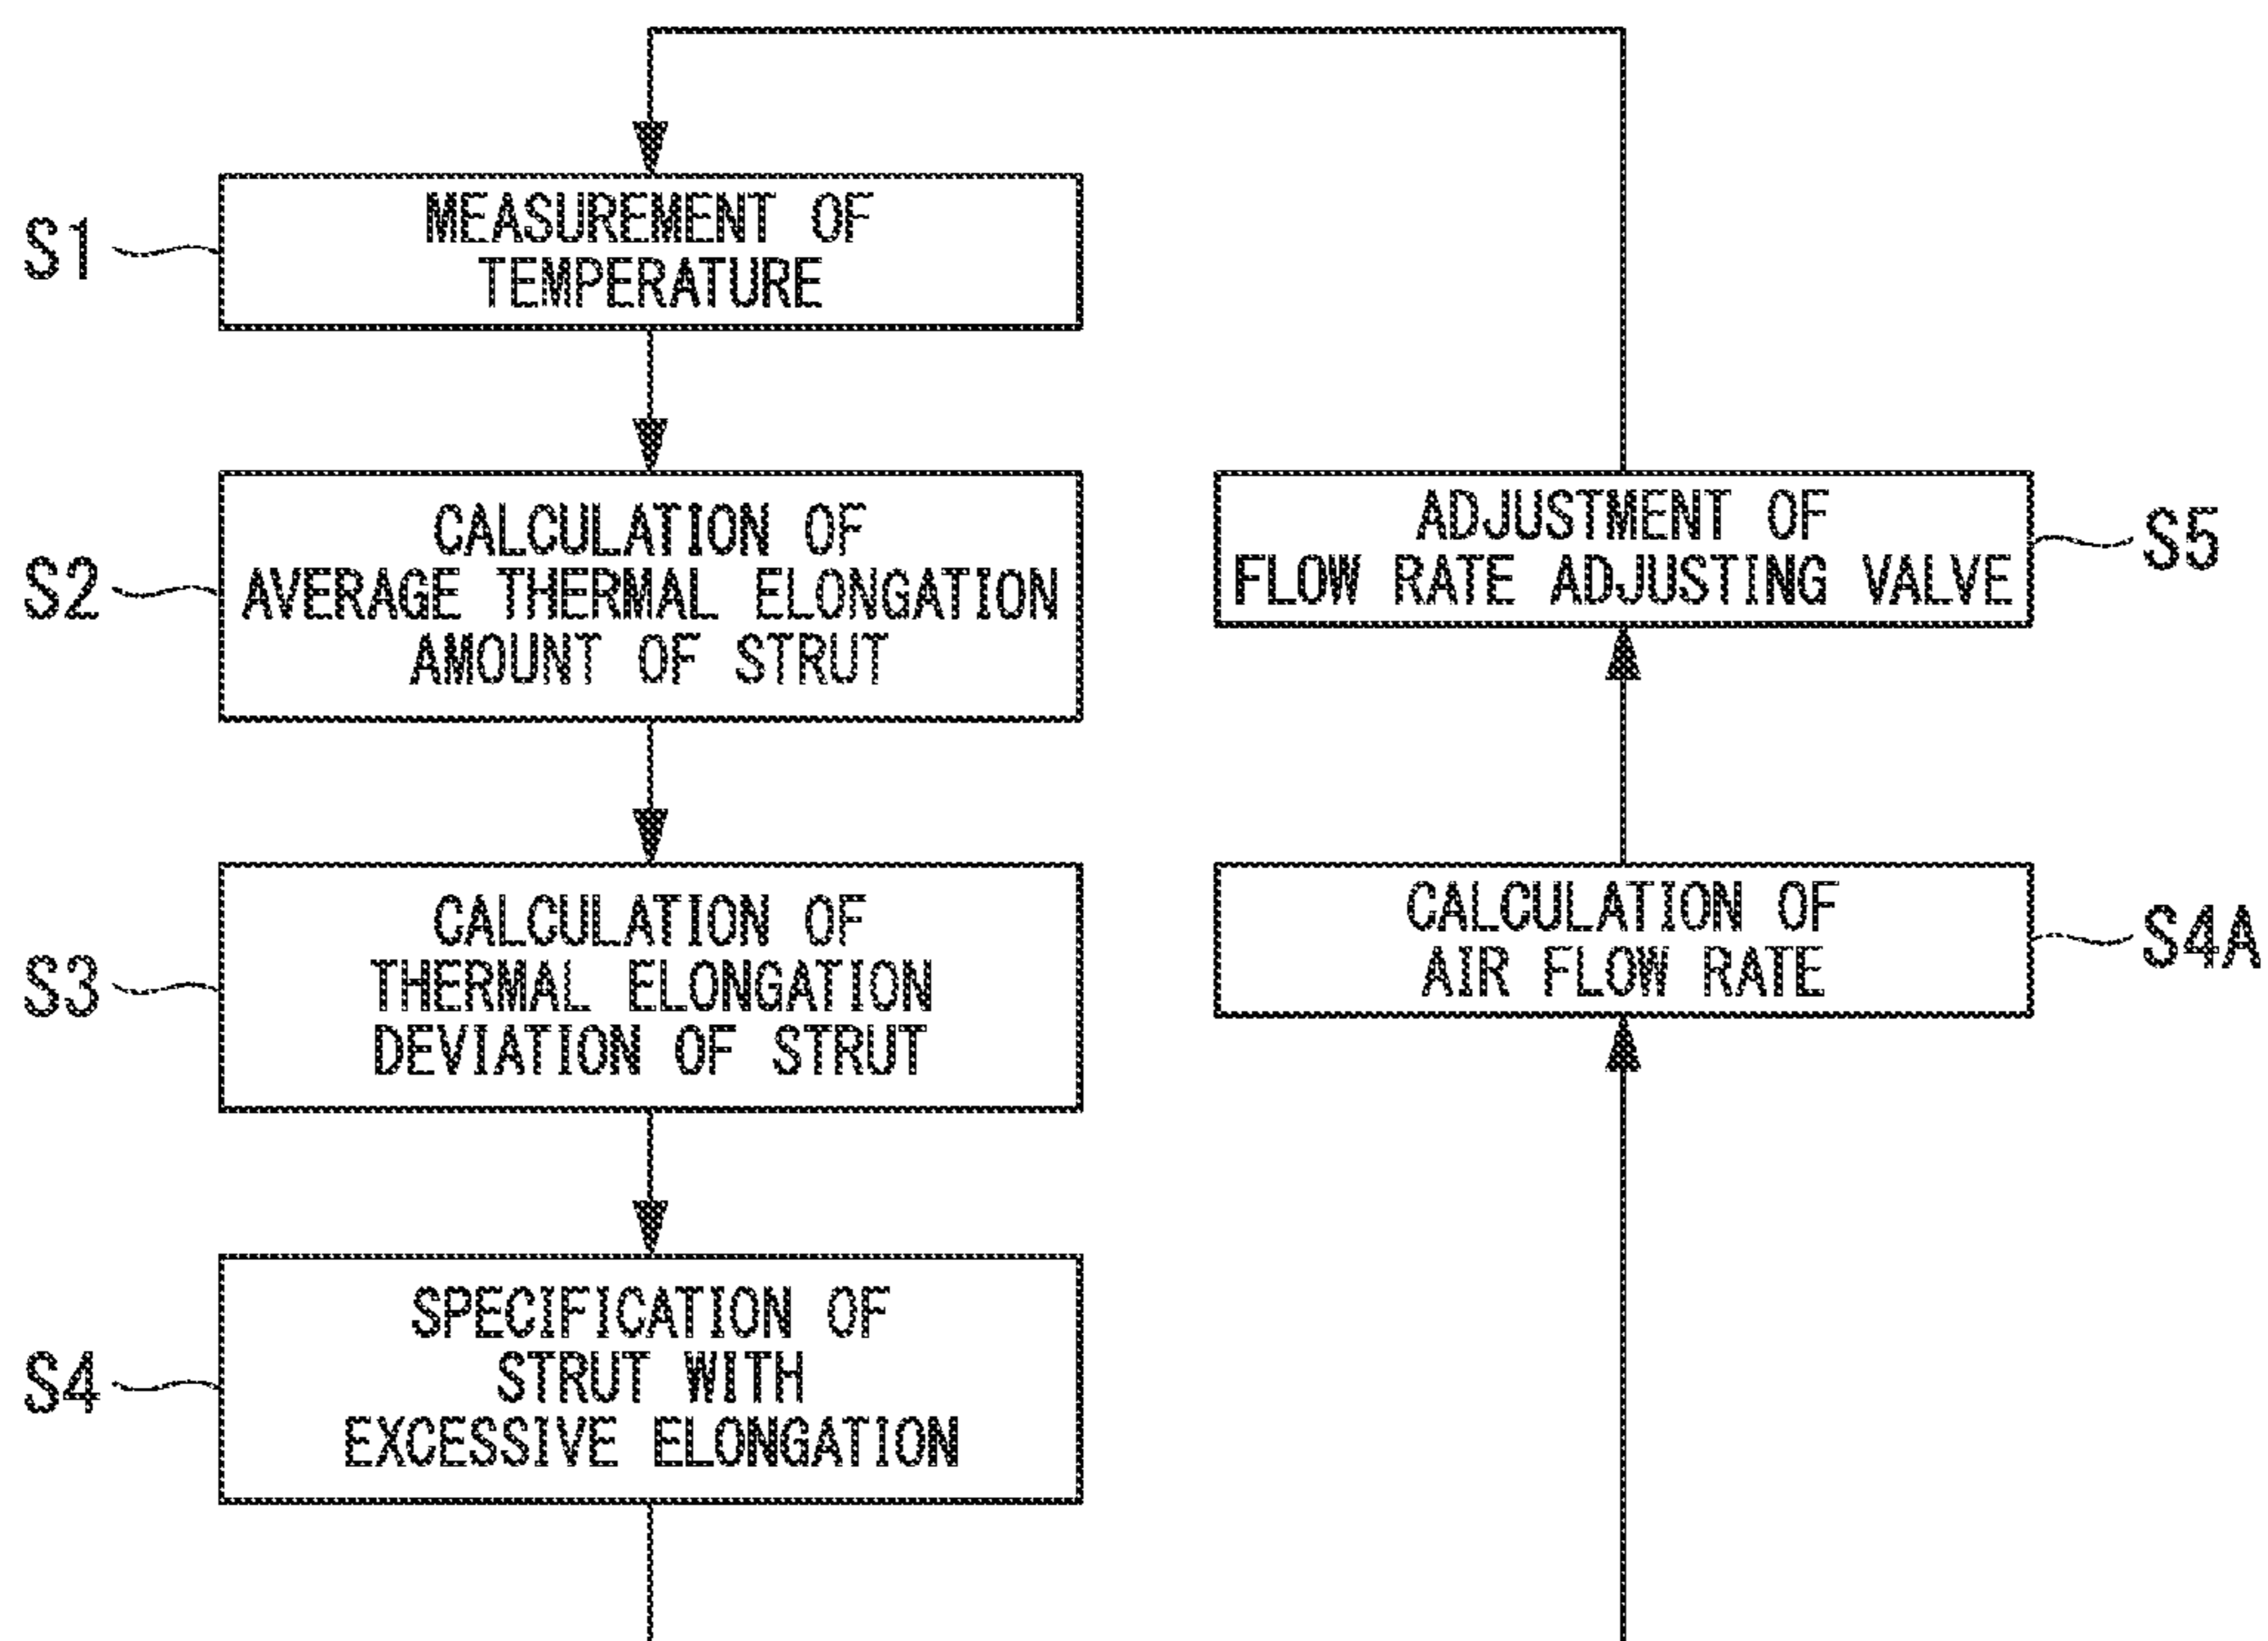 S1
MEASUREMENT OF
TEMPERATURE
S2
CALCULATION OF
AVERAGE THERMAL ELONGATION
AMOUNT OF STRUT
S3
CALCULATION OF
THERMAL ELONGATION
DEVIATION OF STRUT
S4
SPECIFICATION OF
STRUT WITH
EXCESSIVE ELONGATION
CALCULATION OF
AIR FLOW RATE
S4A
ADJUSTMENT OF
FLOW RATE ADJUSTING VALVE
S5